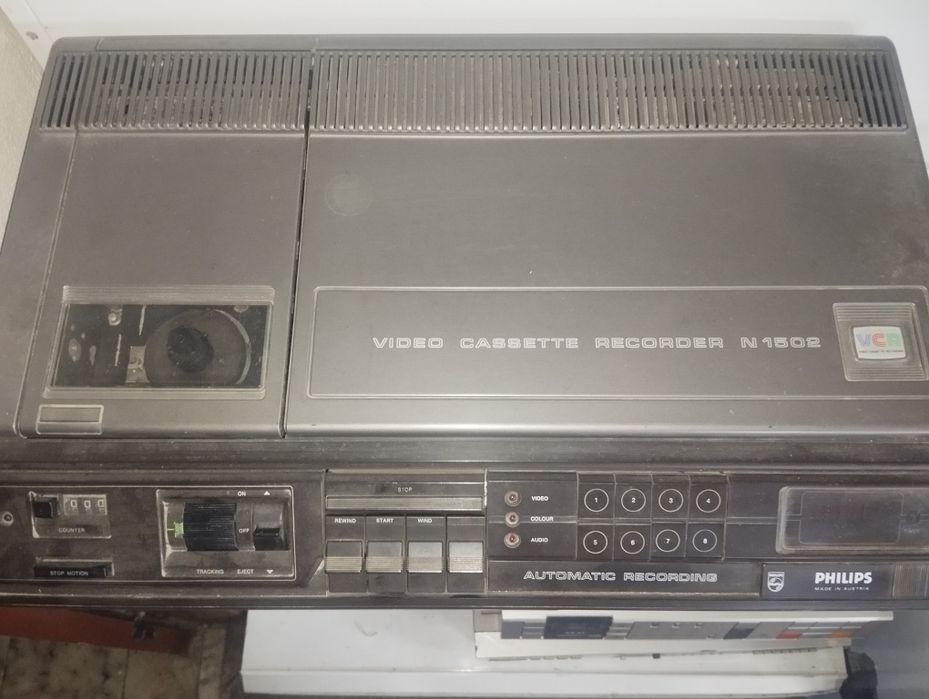 VIDEO CASSETTE RECORDER N1502
VCR
COUNTER
STOP MOTION
ON
OFF
TRACKING EJECT
STOP
REWIND START WIND
VIDEO
COLOUR
AUDIO
1 2 3 4
5 6 7 8
AUTOMATIC RECORDING
PHILIPS
MADE IN AUSTRIA